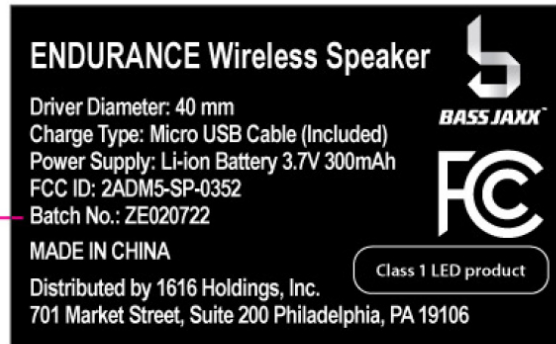 ENDURANCE Wireless Speaker
BASS JAXX™
Driver Diameter: 40 mm
Charge Type: Micro USB Cable (Included)
Power Supply: Li-ion Battery 3.7V 300mAh
FCC ID: 2ADM5-SP-0352
Batch No.: ZE020722
FC
MADE IN CHINA
Class 1 LED product
Distributed by 1616 Holdings, Inc.
701 Market Street, Suite 200 Philadelphia, PA 19106